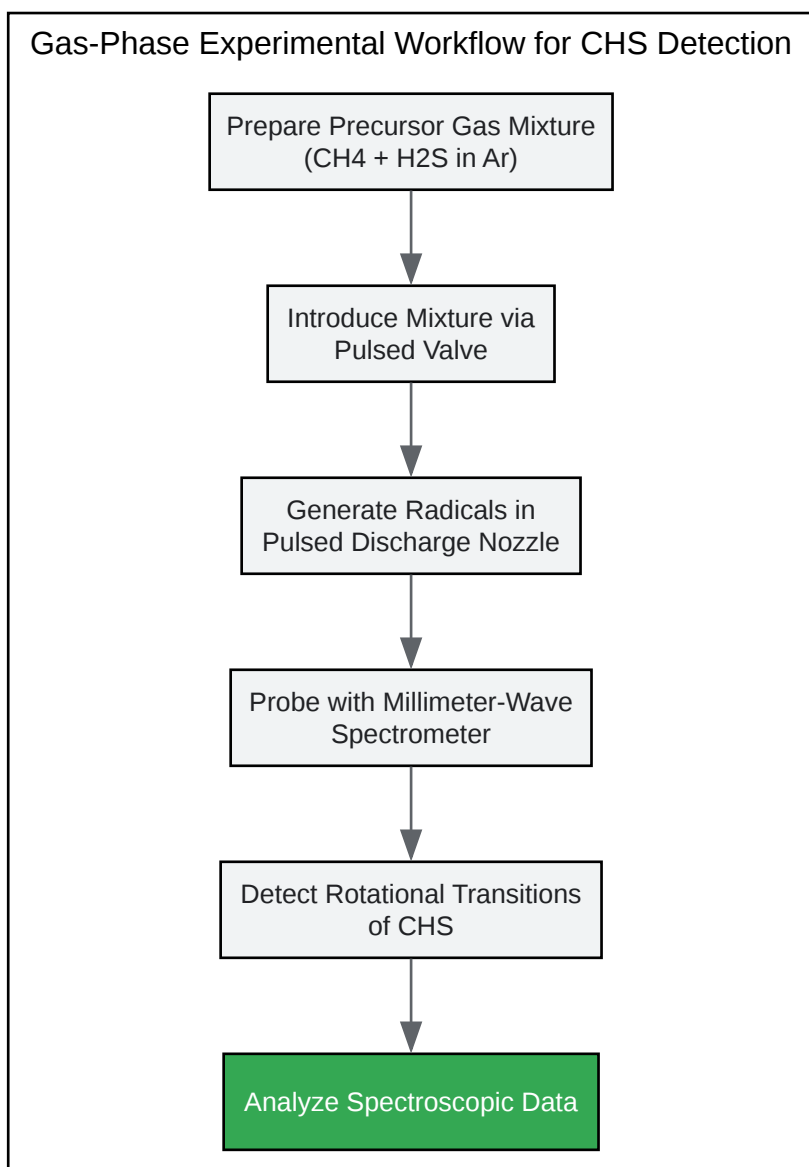 Gas-Phase Experimental Workflow for CHS Detection
Prepare Precursor Gas Mixture
(CH4 + H2S in Ar)
Introduce Mixture via
Pulsed Valve
Generate Radicals in
Pulsed Discharge Nozzle
Probe with Millimeter-Wave
Spectrometer
Detect Rotational Transitions
of CHS
Analyze Spectroscopic Data